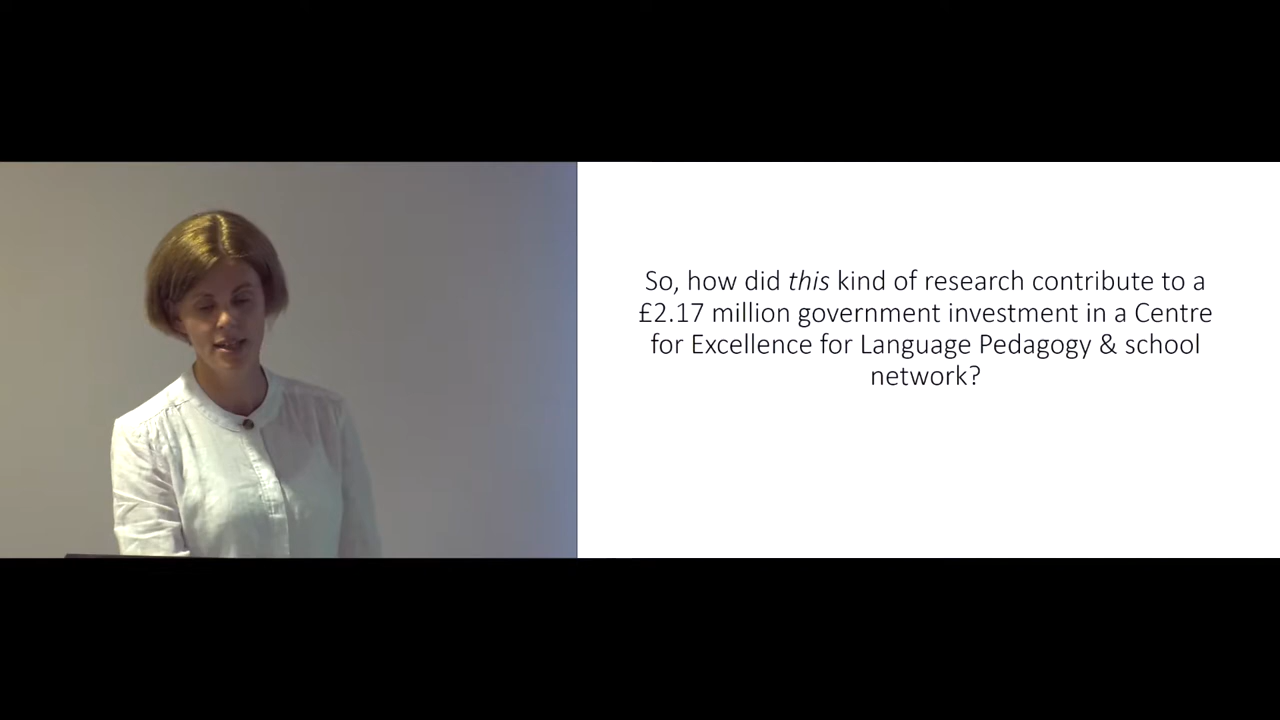 So, how did this kind of research contribute to a
£2.17 million government investment in a Centre
for Excellence for Language Pedagogy & school
network?